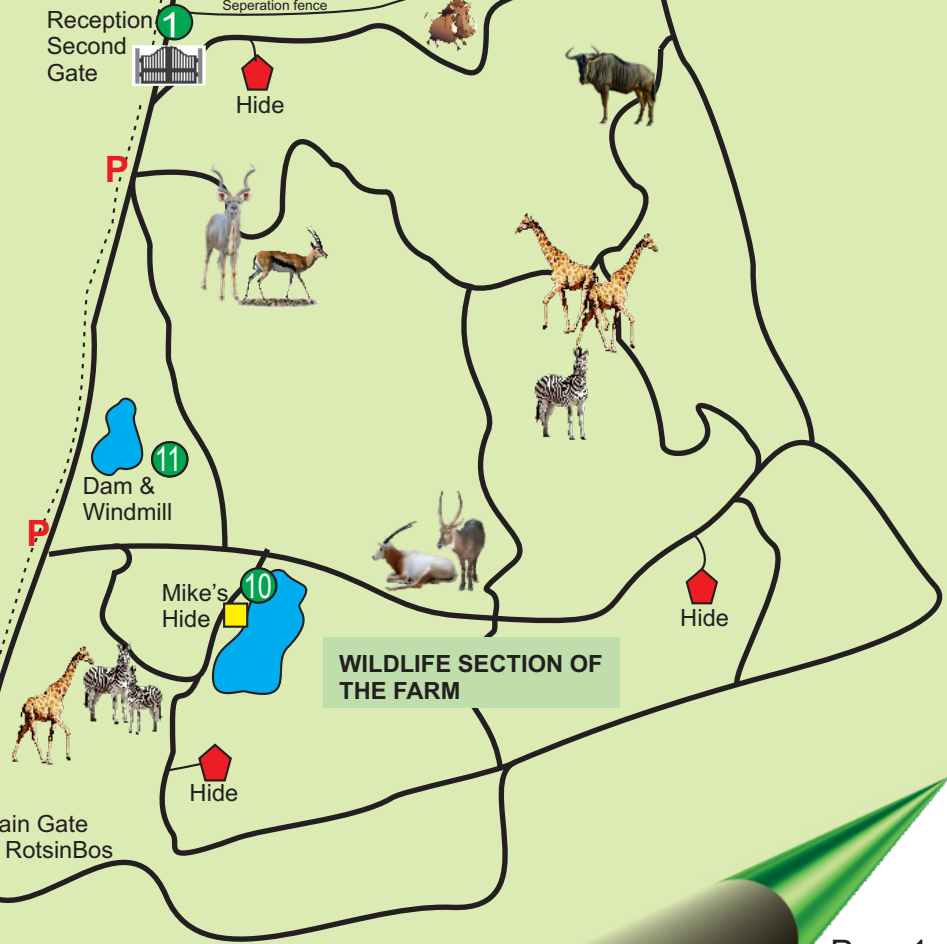 Seperation fence
Reception
Second
Gate
1
Hide
P
11
Dam &
Windmill
P
10
Mike's
Hide
Hide
WILDLIFE SECTION OF
THE FARM
Hide
ain Gate
RotsinBos